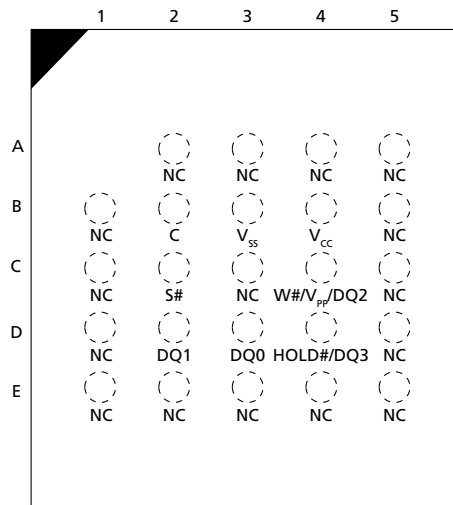 1 2 3 4 5
A
NC NC NC NC
B
NC C VSS VCC NC
C
NC S# NC W#/VPP/DQ2 NC
D
NC DQ1 DQ0 HOLD#/DQ3 NC
E
NC NC NC NC NC